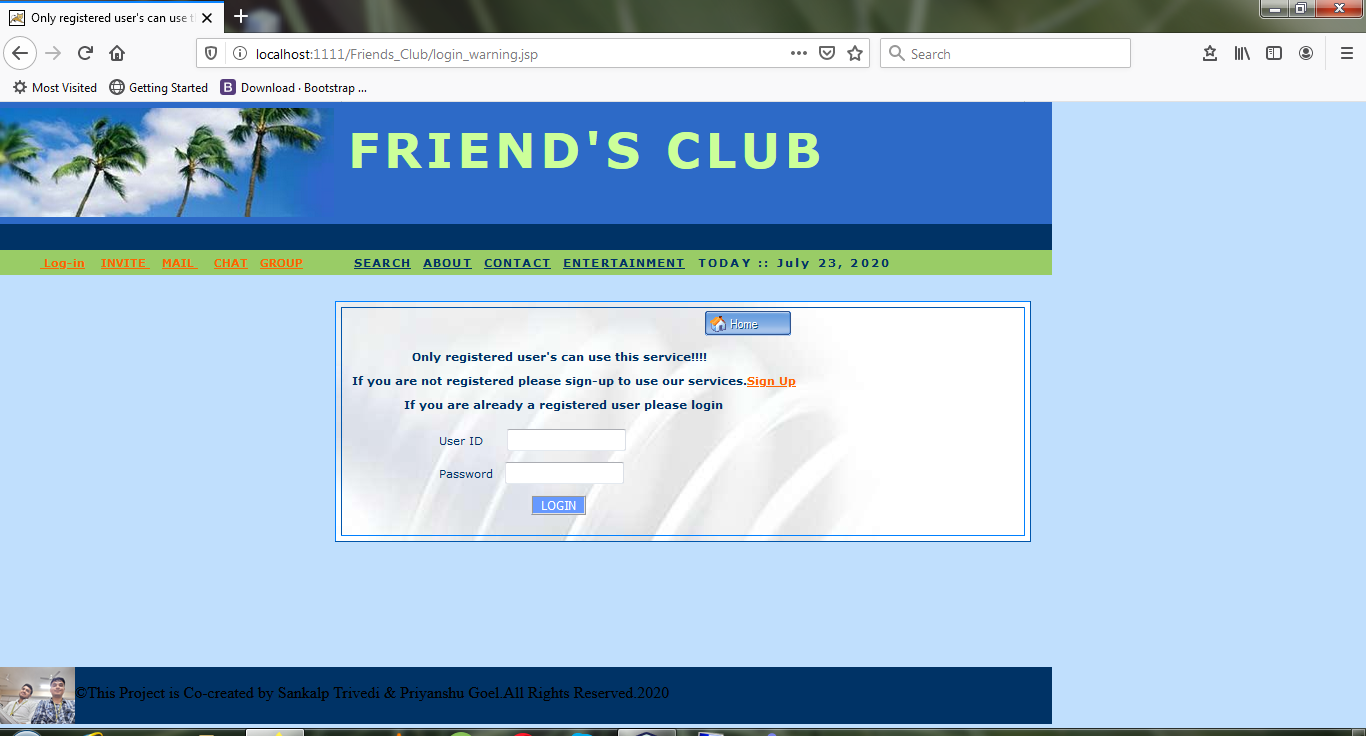 Only registered user's can use t
localhost:1111/Friends_Club/login_warning.jsp
Search
Most Visited Getting Started Download · Bootstrap ...
FRIEND'S CLUB
Log-in INVITE MAIL CHAT GROUP SEARCH ABOUT CONTACT ENTERTAINMENT TODAY :: July 23, 2020
Home
Only registered user's can use this service!!!!
If you are not registered please sign-up to use our services.Sign Up
If you are already a registered user please login
User ID
Password
LOGIN
©This Project is Co-created by Sankalp Trivedi & Priyanshu Goel.All Rights Reserved.2020